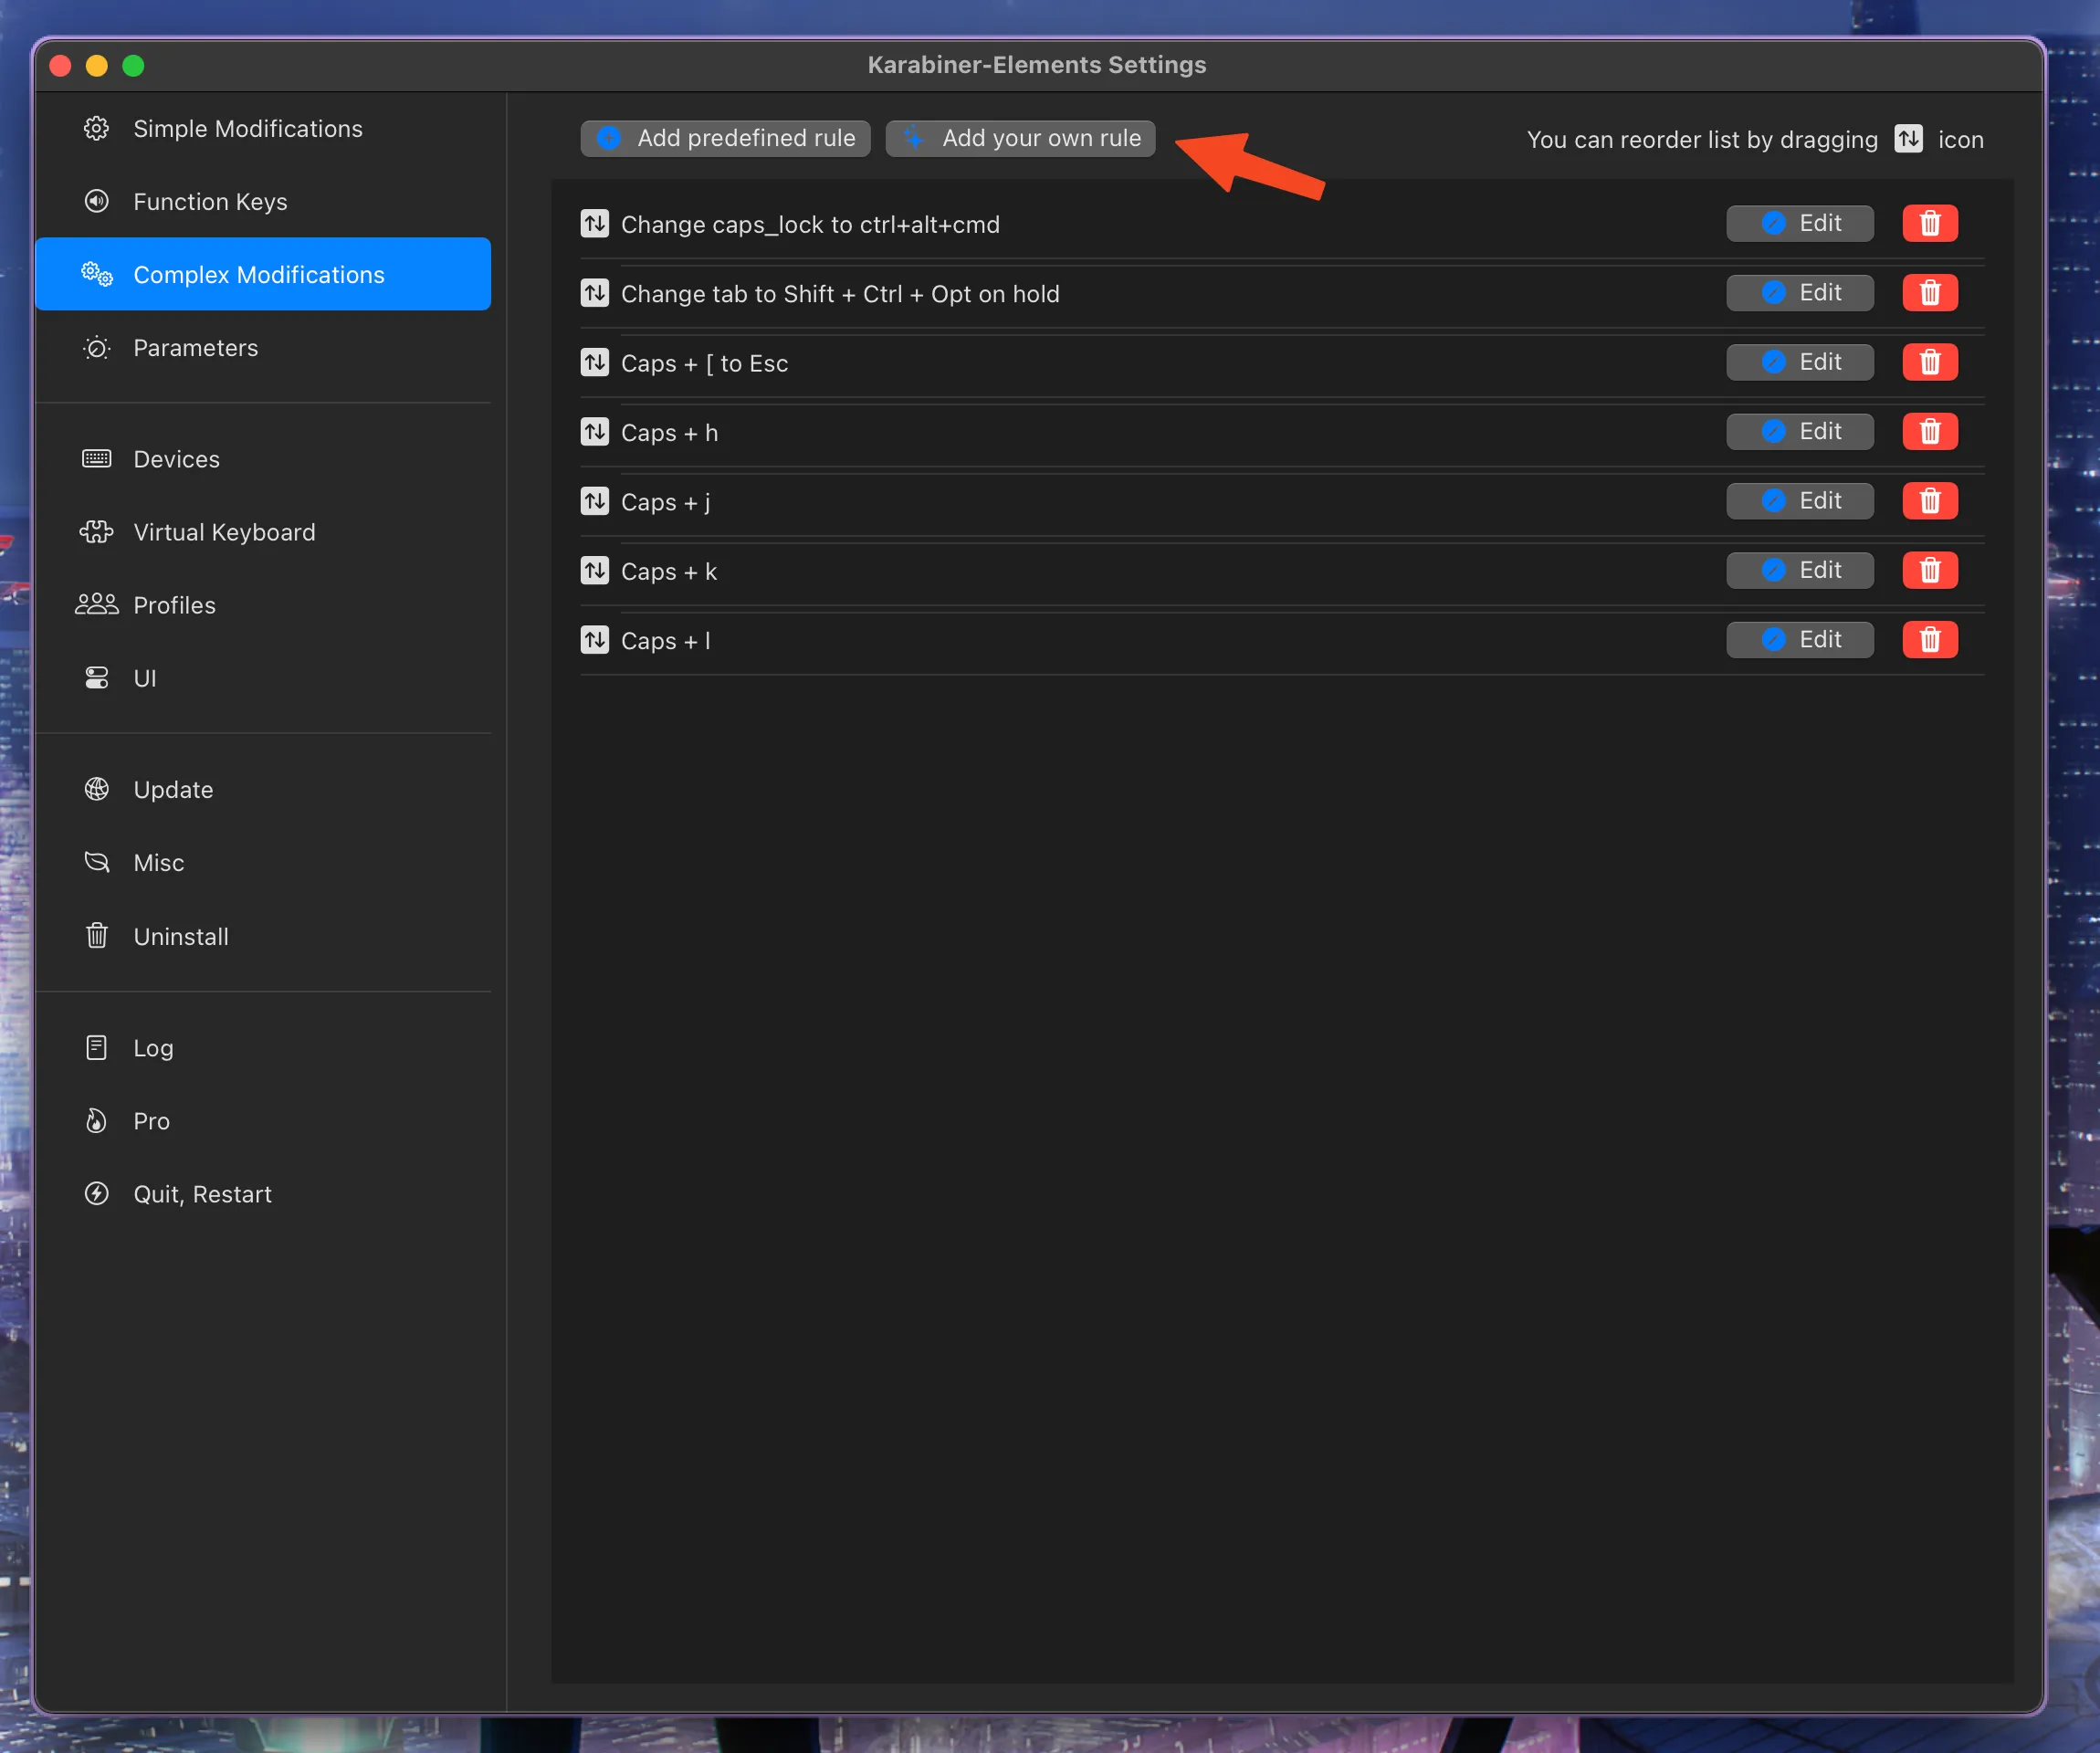 Karabiner-Elements Settings
Simple Modifications
Function Keys
Complex Modifications
Parameters
Devices
Virtual Keyboard
Profiles
UI
Update
Misc
Uninstall
Log
Pro
Quit, Restart
Add predefined rule
Add your own rule
You can reorder list by dragging icon
Change caps_lock to ctrl+alt+cmd Edit
Change tab to Shift + Ctrl + Opt on hold Edit
Caps + [ to Esc Edit
Caps + h Edit
Caps + j Edit
Caps + k Edit
Caps + l Edit